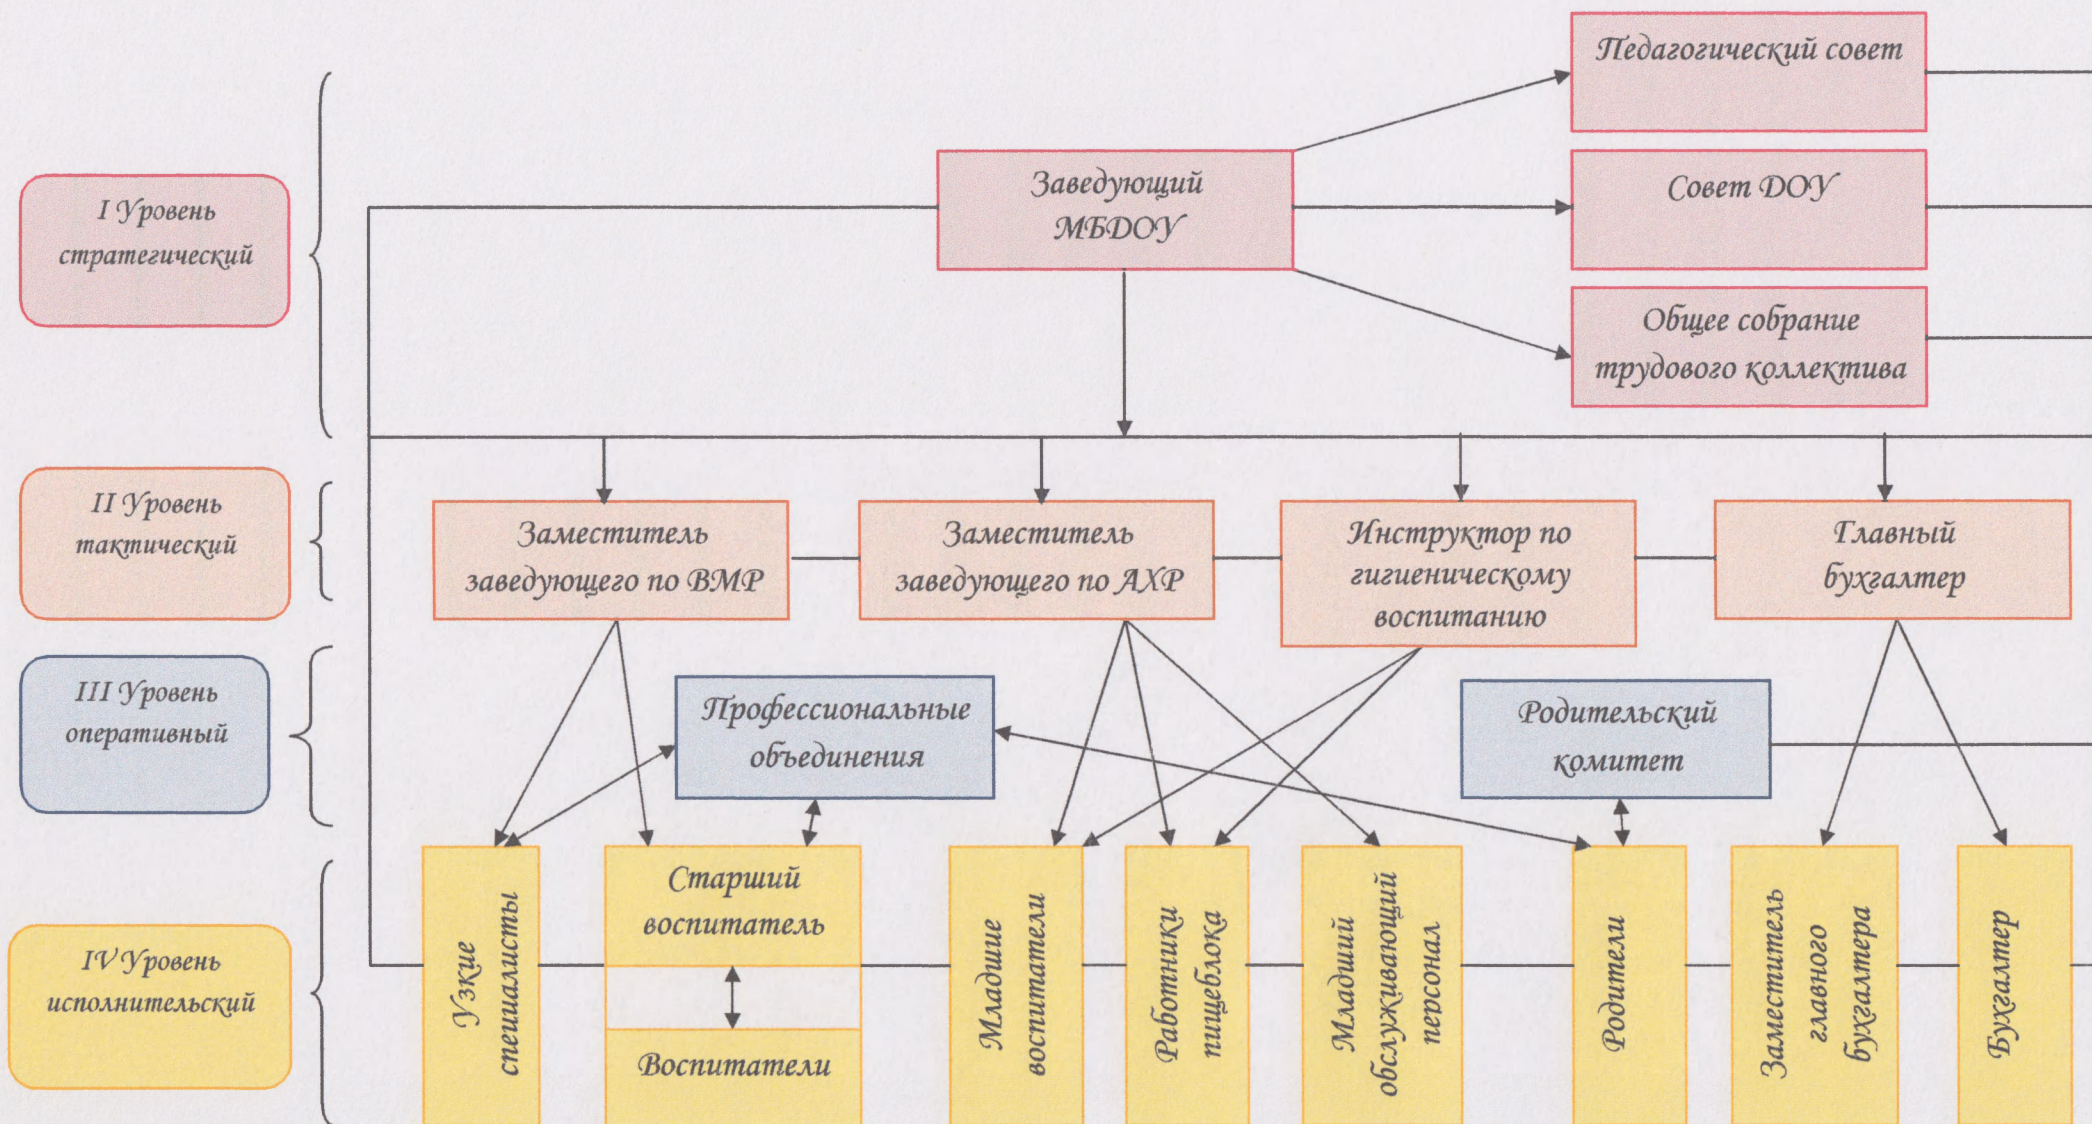 Педагогический совет
I Уровень
стратегический
Заведующий
МБДОУ
Совет ДОУ
Общее собрание
трудового коллектива
II Уровень
тактический
Заместитель
заведующего по ВМР
Заместитель
заведующего по АХР
Инструктор по
гигиеническому
воспитанию
Главный
бухгалтер
III Уровень
оперативный
Профессиональные
объединения
Родительский
комитет
IV Уровень
исполнительский
Узкие
специалисты
Старший
воспитатель
Воспитатели
Младшие
воспитатели
Работники
пищеблока
Младший
обслуживающий
персонал
Родители
Заместитель
главного
бухгалтера
Бухгалтер